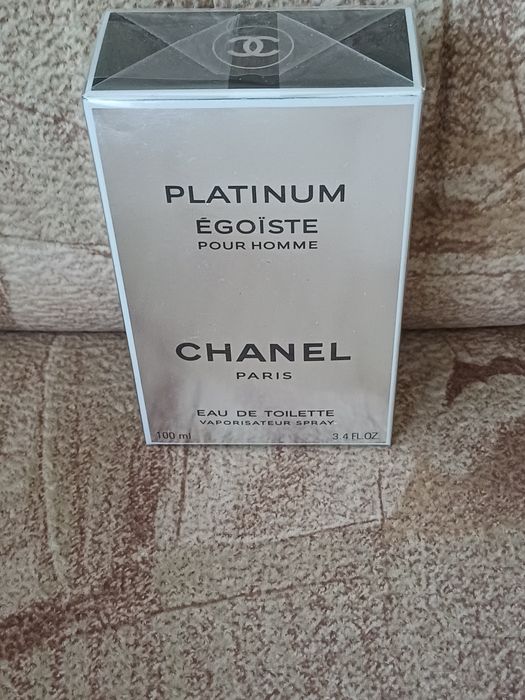 PLATINUM
ÉGOÏSTE
POUR HOMME
CHANEL
PARIS
EAU DE TOILETTE
VAPORISATEUR SPRAY
100 ml 3.4 FL.OZ.